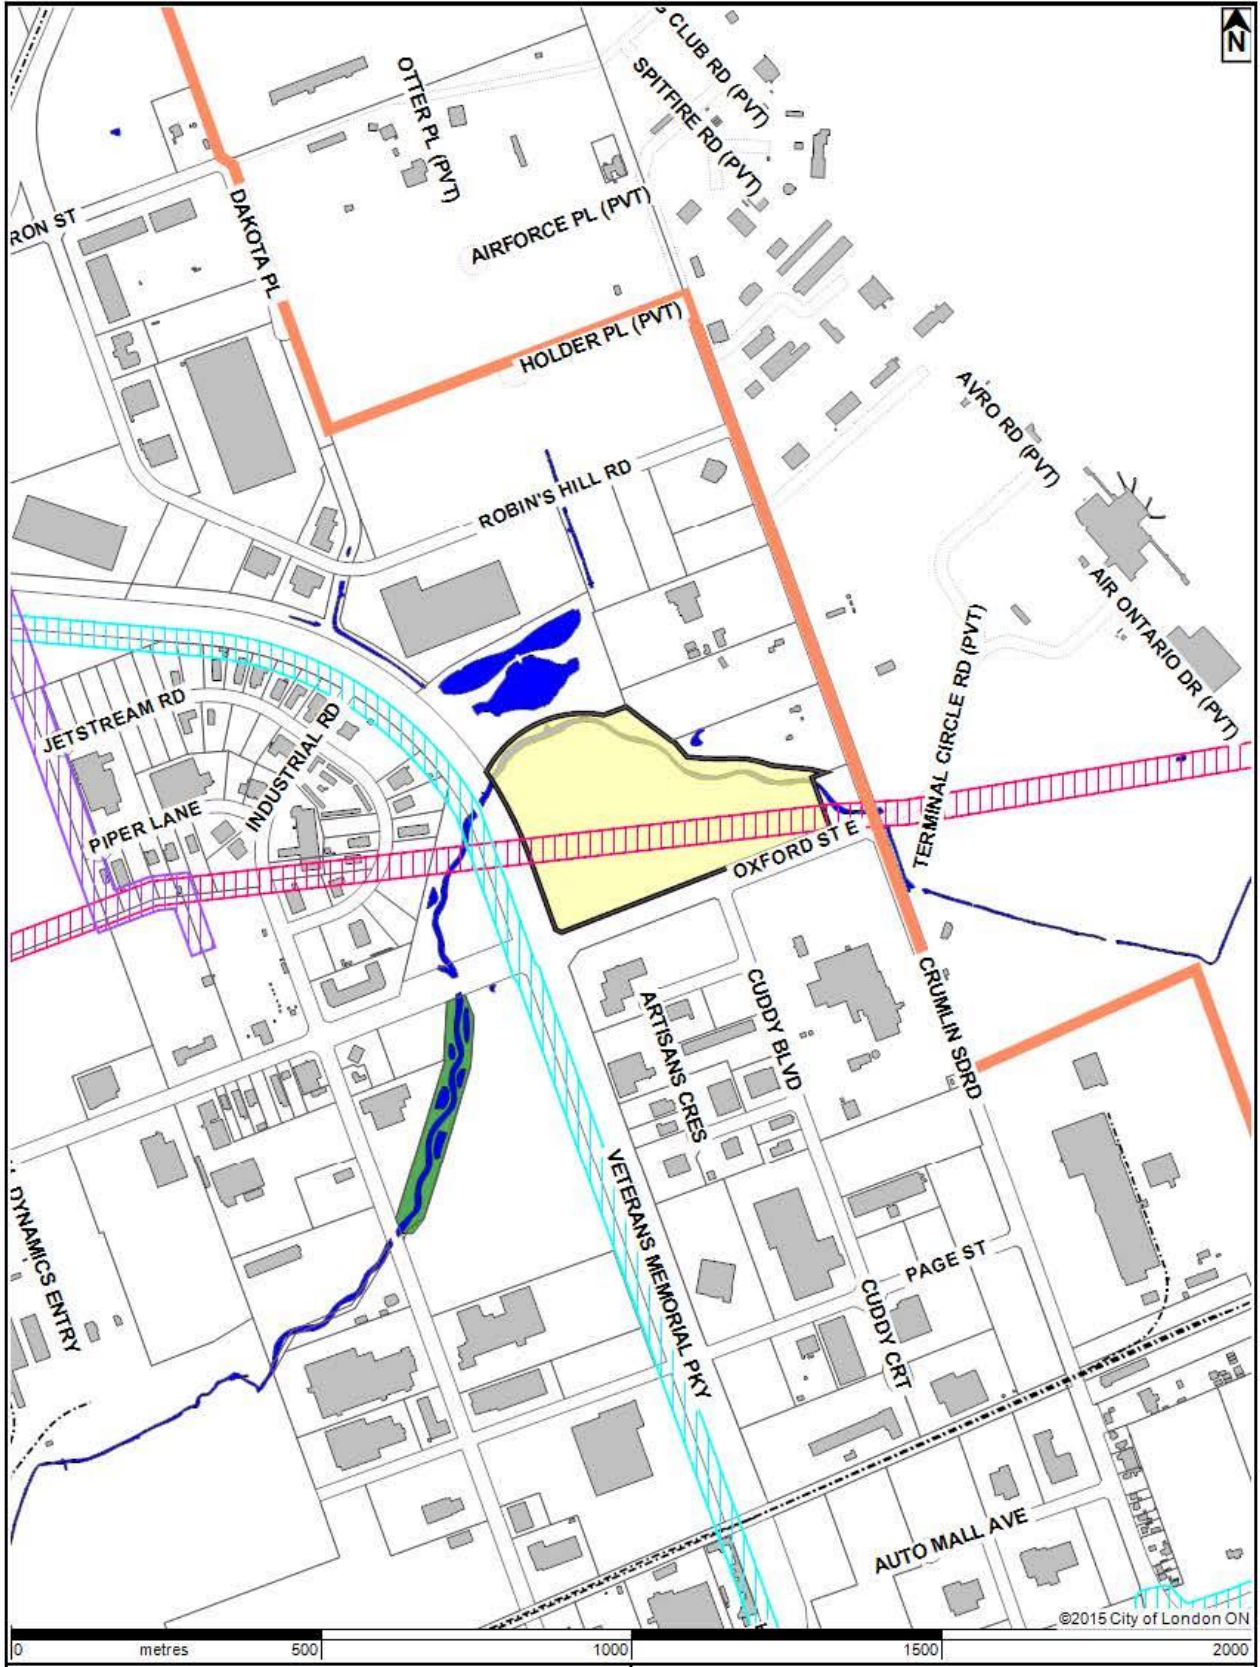 N
CLUB RD (PVT)
SPITFIRE RD (PVT)
OTTER PL (PVT)
AIRFORCE PL (PVT)
RON ST
DAKOTA PL
HOLDER PL (PVT)
AVRO RD (PVT)
ROBIN'S HILL RD
AIR ONTARIO DR (PVT)
TERMINAL CIRCLE RD (PVT)
JETSTREAM RD
INDUSTRIAL RD
PIPER LANE
OXFORD ST E
CUDDY BLVD
CRUMLIN SDRD
ARTISANS CRES
VETERANS MEMORIAL PKY
DYNAMICS ENTRY
PAGE ST
CUDDY CRT
AUTO MALL AVE
©2015 City of London ON
0 metres 500 1000 1500 2000